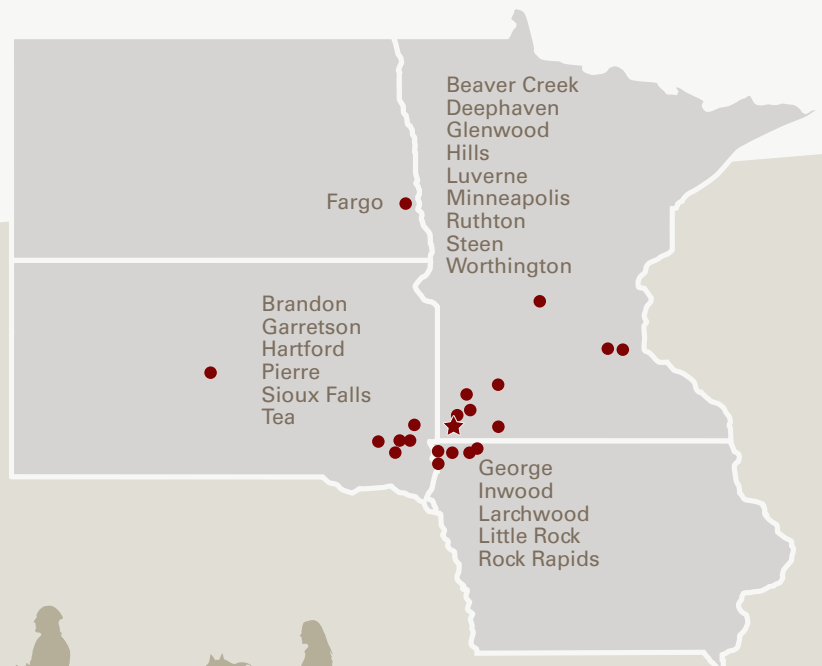 Beaver Creek
Deephaven
Glenwood
Hills
Luverne
Minneapolis
Ruthton
Steen
Worthington
Fargo
Brandon
Garretson
Hartford
Pierre
Sioux Falls
Tea
George
Inwood
Larchwood
Little Rock
Rock Rapids